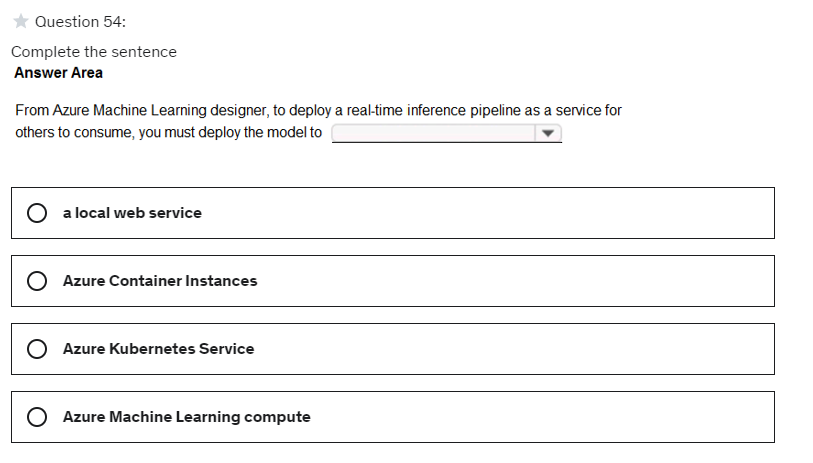 Question 54:
Complete the sentence
Answer Area
From Azure Machine Learning designer, to deploy a real-time inference pipeline as a service for
others to consume, you must deploy the model to
a local web service
Azure Container Instances
Azure Kubernetes Service
Azure Machine Learning compute